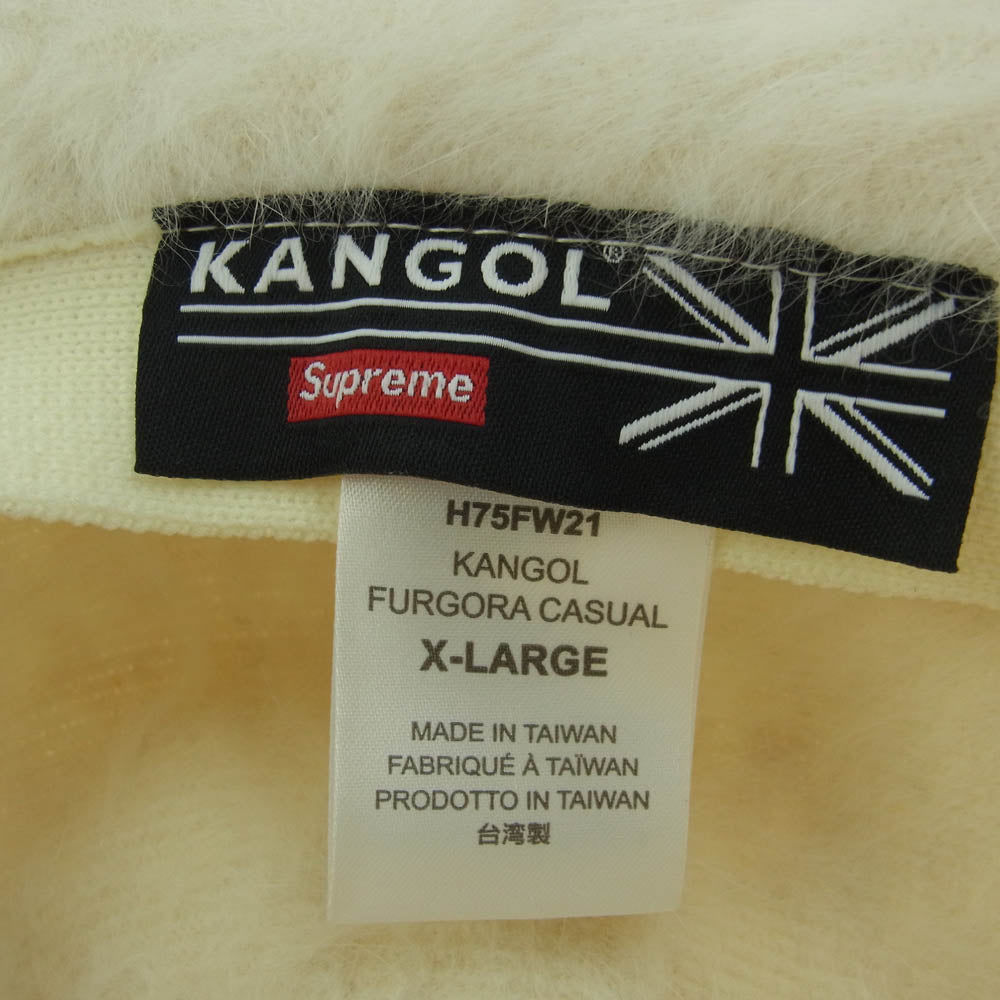 KANGOL®
Supreme
H75FW21
KANGOL
FURGORA CASUAL
X-LARGE
MADE IN TAIWAN
FABRIQUÉ À TAÏWAN
PRODOTTO IN TAIWAN
台湾製